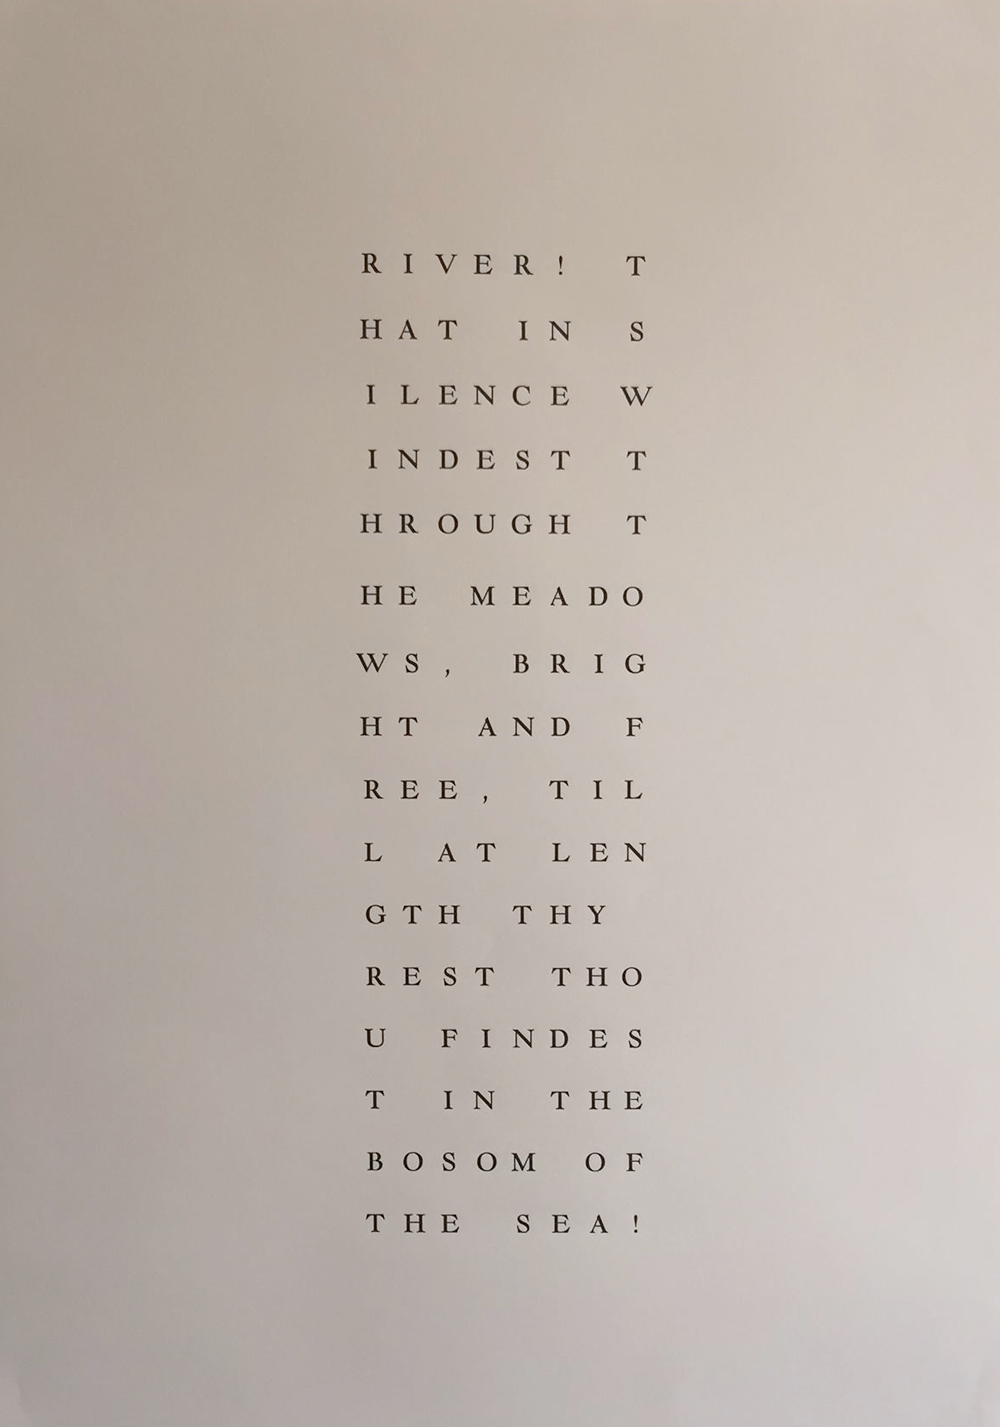 RIVER! T
HAT IN S
ILENCE W
INDEST T
HROUGH T
HE MEADO
WS, BRIG
HT AND F
REE, TIL
L AT LEN
GTH THY
REST THO
U FINDES
T IN THE
BOSOM OF
THE SEA!